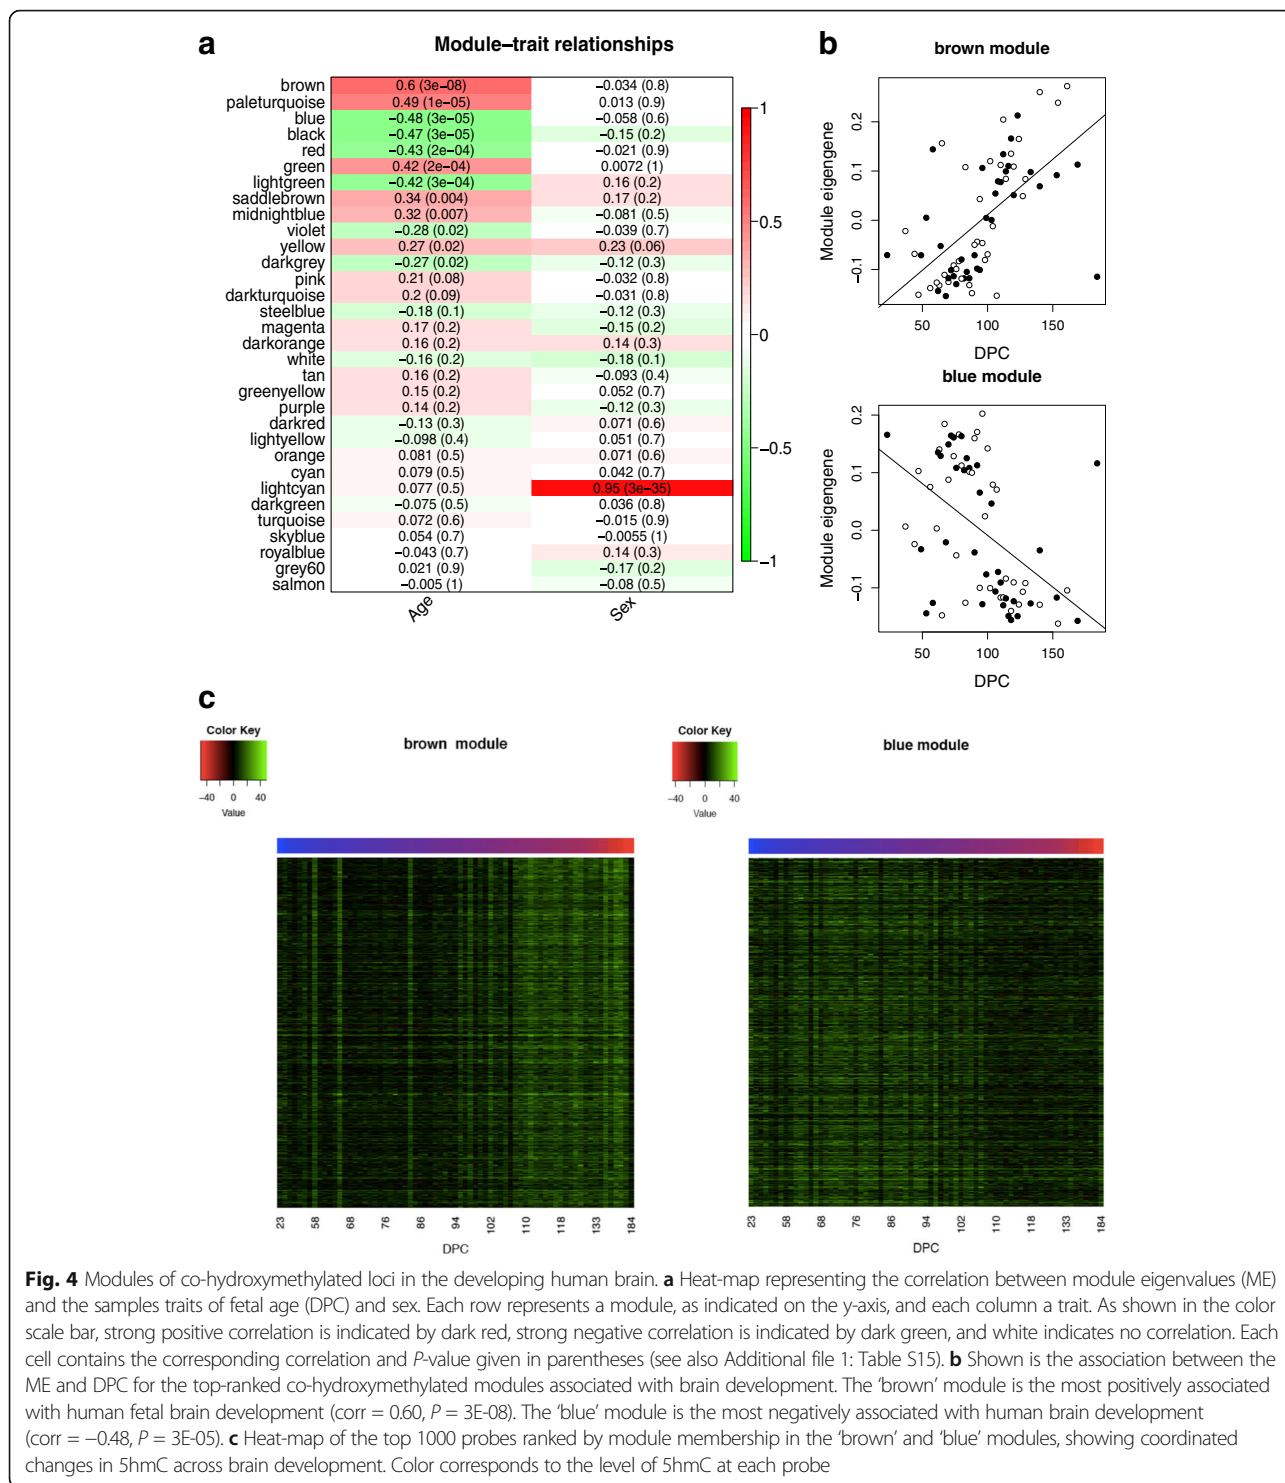 a
Module–trait relationships
brown 0.6 (3e−08) −0.034 (0.8)
paleturquoise 0.49 (1e−05) 0.013 (0.9)
blue −0.48 (3e−05) −0.058 (0.6)
black −0.47 (3e−05) −0.15 (0.2)
red −0.43 (2e−04) −0.021 (0.9)
green 0.42 (2e−04) 0.0072 (1)
lightgreen −0.42 (3e−04) 0.16 (0.2)
saddlebrown 0.34 (0.004) 0.17 (0.2)
midnightblue 0.32 (0.007) −0.081 (0.5)
violet −0.28 (0.02) −0.039 (0.7)
yellow 0.27 (0.02) 0.23 (0.06)
darkgrey −0.27 (0.02) −0.12 (0.3)
pink 0.21 (0.08) −0.032 (0.8)
darkturquoise 0.2 (0.09) −0.031 (0.8)
steelblue −0.18 (0.1) −0.12 (0.3)
magenta 0.17 (0.2) −0.15 (0.2)
darkorange 0.16 (0.2) 0.14 (0.3)
white −0.16 (0.2) −0.18 (0.1)
tan 0.16 (0.2) −0.093 (0.4)
greenyellow 0.15 (0.2) 0.052 (0.7)
purple 0.14 (0.2) −0.12 (0.3)
darkred −0.13 (0.3) 0.071 (0.6)
lightyellow −0.098 (0.4) 0.051 (0.7)
orange 0.081 (0.5) 0.071 (0.6)
cyan 0.079 (0.5) 0.042 (0.7)
lightcyan 0.077 (0.5) 0.95 (3e−35)
darkgreen −0.075 (0.5) 0.036 (0.8)
turquoise 0.072 (0.6) −0.015 (0.9)
skyblue 0.054 (0.7) −0.0055 (1)
royalblue −0.043 (0.7) 0.14 (0.3)
grey60 0.021 (0.9) −0.17 (0.2)
salmon −0.005 (1) −0.08 (0.5)
Age Sex
1
0.5
0
−0.5
−1
b
brown module
Module eigengene
0.2
0.1
0.0
−0.1
50 100 150
DPC
blue module
Module eigengene
0.2
0.1
0.0
−0.1
50 100 150
DPC
c
Color Key
−40 0 40
Value
brown module
23 58 68 76 86 94 102 110 118 133 184
DPC
Color Key
−40 0 40
Value
blue module
23 58 68 76 86 94 102 110 118 133 184
DPC
Fig. 4 Modules of co-hydroxymethylated loci in the developing human brain. a Heat-map representing the correlation between module eigenvalues (ME)
and the samples traits of fetal age (DPC) and sex. Each row represents a module, as indicated on the y-axis, and each column a trait. As shown in the color
scale bar, strong positive correlation is indicated by dark red, strong negative correlation is indicated by dark green, and white indicates no correlation. Each
cell contains the corresponding correlation and P-value given in parentheses (see also Additional file 1: Table S15). b Shown is the association between the
ME and DPC for the top-ranked co-hydroxymethylated modules associated with brain development. The ‘brown’ module is the most positively associated
with human fetal brain development (corr = 0.60, P = 3E-08). The ‘blue’ module is the most negatively associated with human brain development
(corr = −0.48, P = 3E-05). c Heat-map of the top 1000 probes ranked by module membership in the ‘brown’ and ‘blue’ modules, showing coordinated
changes in 5hmC across brain development. Color corresponds to the level of 5hmC at each probe